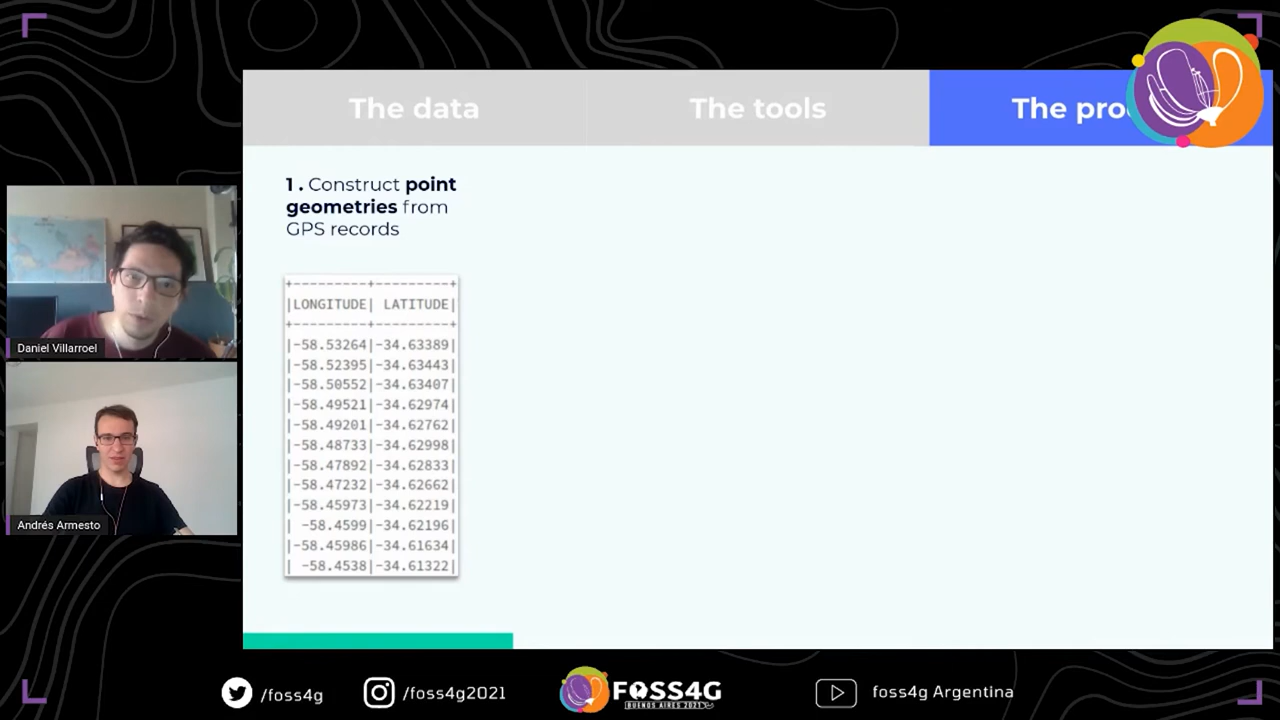 The data
The tools
The pro
1 . Construct point
geometries from
GPS records
+---------+---------+
|LONGITUDE| LATITUDE|
+---------+---------+
|-58.53264|-34.63389|
|-58.52395|-34.63443|
|-58.50552|-34.63407|
|-58.49521|-34.62974|
|-58.49201|-34.62762|
|-58.48733|-34.62998|
|-58.47892|-34.62833|
|-58.47232|-34.62662|
|-58.45973|-34.62219|
| -58.4599|-34.62196|
|-58.45986|-34.61634|
| -58.4538|-34.61322|
Daniel Villarroel
Andrés Armesto
/foss4g
/foss4g2021
FOSS4G
BUENOS AIRES 2021
foss4g Argentina